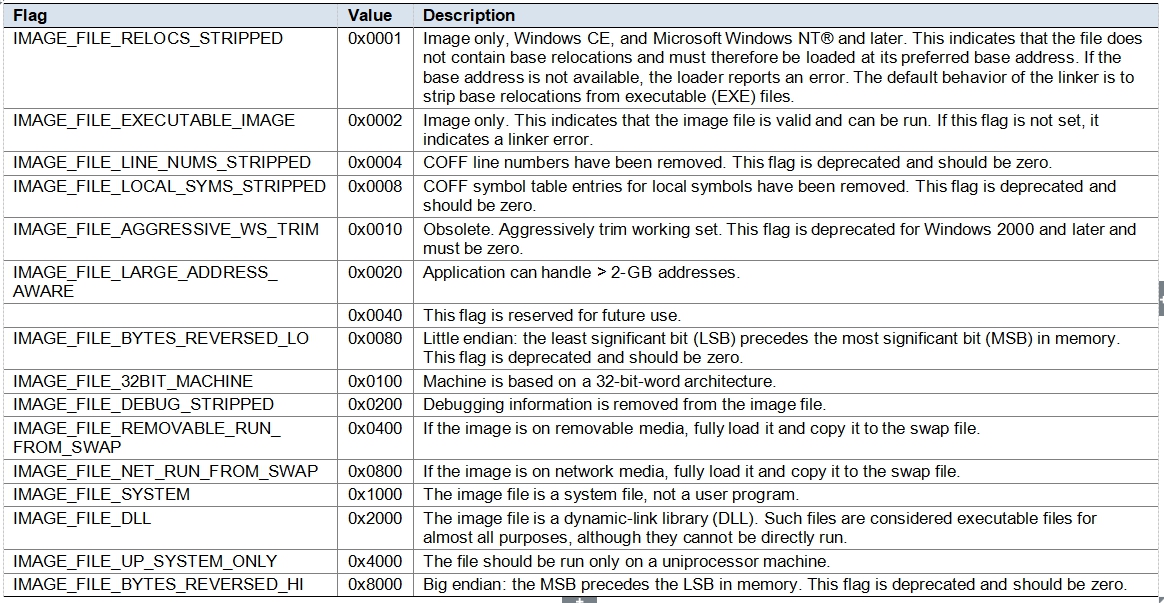 Flag Value Description
IMAGE_FILE_RELOCS_STRIPPED 0x0001 Image only, Windows CE, and Microsoft Windows NT® and later. This indicates that the file does
not contain base relocations and must therefore be loaded at its preferred base address. If the
base address is not available, the loader reports an error. The default behavior of the linker is to
strip base relocations from executable (EXE) files.
IMAGE_FILE_EXECUTABLE_IMAGE 0x0002 Image only. This indicates that the image file is valid and can be run. If this flag is not set, it
indicates a linker error.
IMAGE_FILE_LINE_NUMS_STRIPPED 0x0004 COFF line numbers have been removed. This flag is deprecated and should be zero.
IMAGE_FILE_LOCAL_SYMS_STRIPPED 0x0008 COFF symbol table entries for local symbols have been removed. This flag is deprecated and
should be zero.
IMAGE_FILE_AGGRESSIVE_WS_TRIM 0x0010 Obsolete. Aggressively trim working set. This flag is deprecated for Windows 2000 and later and
must be zero.
IMAGE_FILE_LARGE_ADDRESS_ 0x0020 Application can handle > 2-GB addresses.
AWARE
0x0040 This flag is reserved for future use.
IMAGE_FILE_BYTES_REVERSED_LO 0x0080 Little endian: the least significant bit (LSB) precedes the most significant bit (MSB) in memory.
This flag is deprecated and should be zero.
IMAGE_FILE_32BIT_MACHINE 0x0100 Machine is based on a 32-bit-word architecture.
IMAGE_FILE_DEBUG_STRIPPED 0x0200 Debugging information is removed from the image file.
IMAGE_FILE_REMOVABLE_RUN_ 0x0400 If the image is on removable media, fully load it and copy it to the swap file.
FROM_SWAP
IMAGE_FILE_NET_RUN_FROM_SWAP 0x0800 If the image is on network media, fully load it and copy it to the swap file.
IMAGE_FILE_SYSTEM 0x1000 The image file is a system file, not a user program.
IMAGE_FILE_DLL 0x2000 The image file is a dynamic-link library (DLL). Such files are considered executable files for
almost all purposes, although they cannot be directly run.
IMAGE_FILE_UP_SYSTEM_ONLY 0x4000 The file should be run only on a uniprocessor machine.
IMAGE_FILE_BYTES_REVERSED_HI 0x8000 Big endian: the MSB precedes the LSB in memory. This flag is deprecated and should be zero.